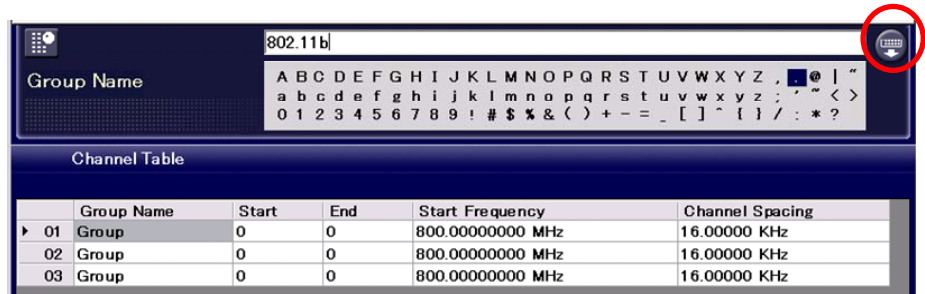 802.11b
Group Name
A B C D E F G H I J K L M N O P Q R S T U V W X Y Z , . @ | "
a b c d e f g h i j k l m n o p q r s t u v w x y z ; ' ~ < >
0 1 2 3 4 5 6 7 8 9 ! # $ % & ( ) + - = _ [ ] ^ { } / : * ?
Channel Table
Group Name Start End Start Frequency Channel Spacing
01 Group 0 0 800.00000000 MHz 16.00000 KHz
02 Group 0 0 800.00000000 MHz 16.00000 KHz
03 Group 0 0 800.00000000 MHz 16.00000 KHz